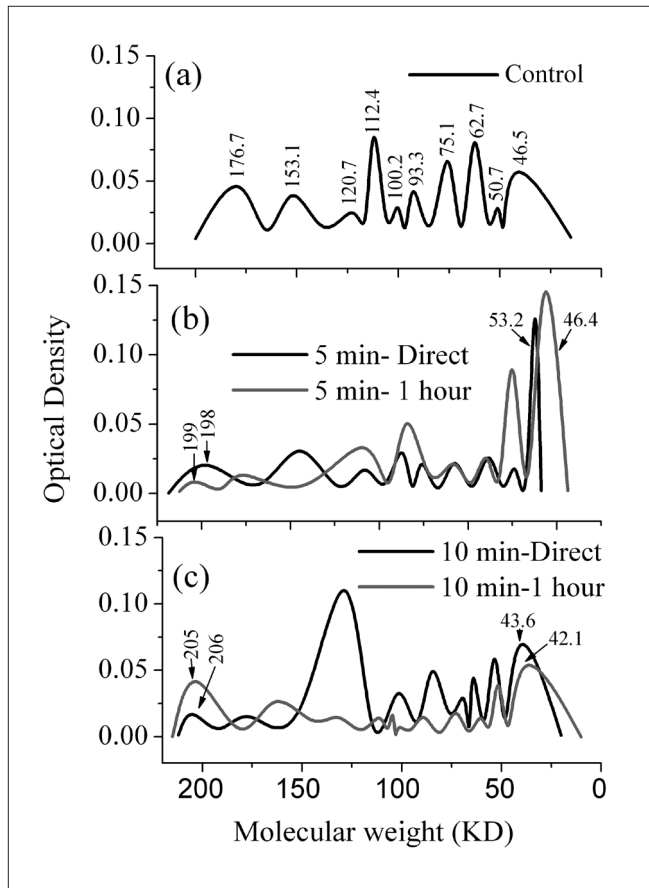 Optical Density
0.15
0.10
0.05
0.00
(a)
Control
176.7
153.1
120.7
112.4
100.2
93.3
75.1
62.7
50.7
46.5
0.15
0.10
0.05
0.00
(b)
5 min- Direct
5 min- 1 hour
199
198
53.2
46.4
0.15
0.10
0.05
0.00
(c)
10 min-Direct
10 min-1 hour
205
206
43.6
42.1
200 150 100 50 0
Molecular weight (KD)